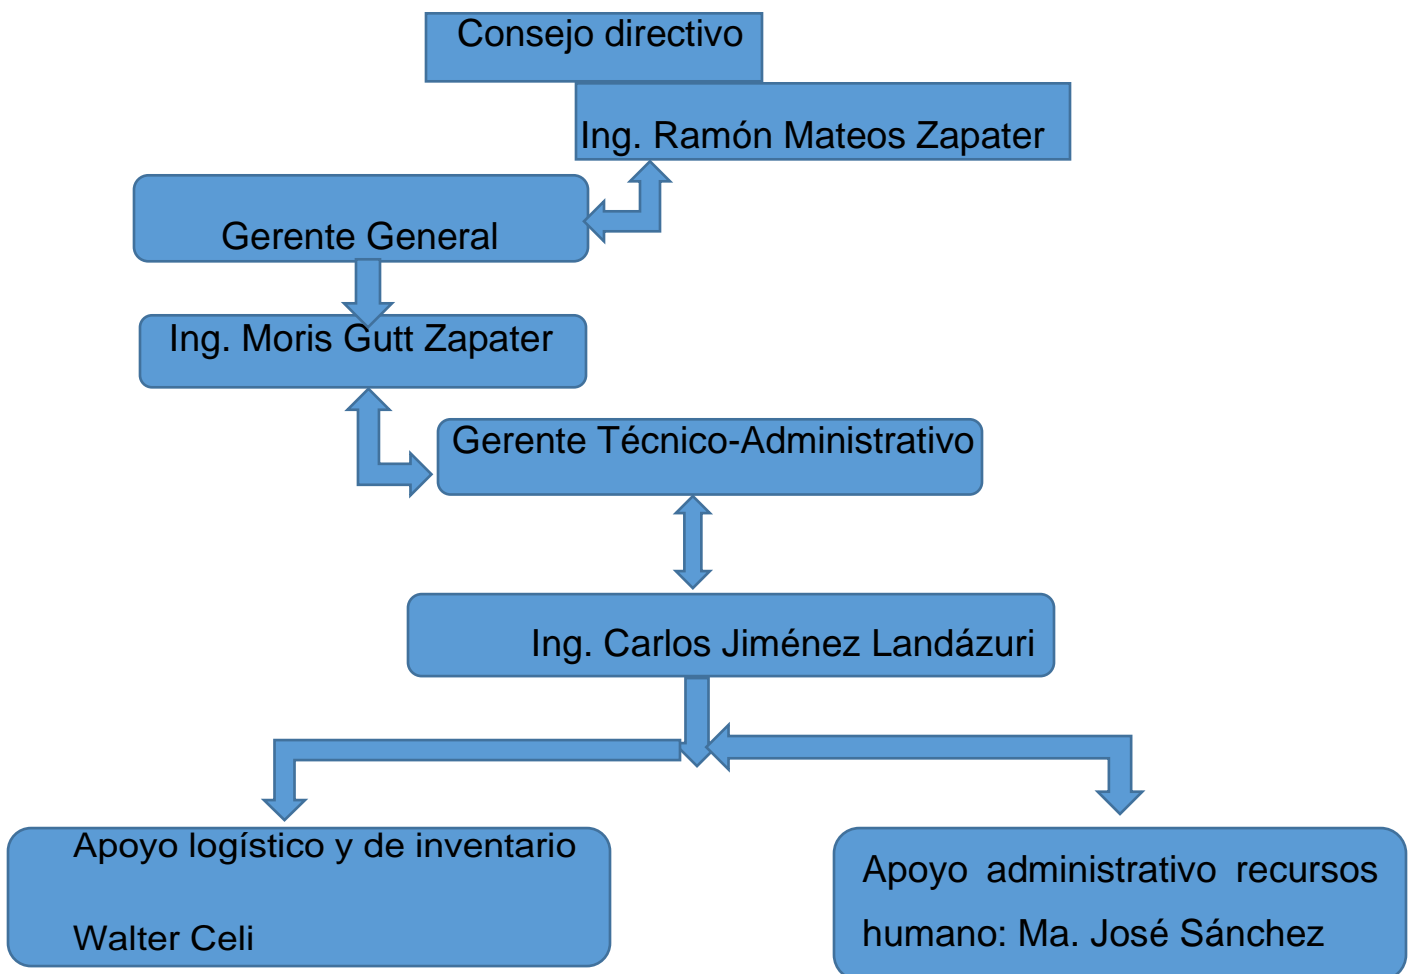 Consejo directivo
Ing. Ramón Mateos Zapater
Gerente General
Ing. Moris Gutt Zapater
Gerente Técnico-Administrativo
Ing. Carlos Jiménez Landázuri
Apoyo logístico y de inventario
Walter Celi
Apoyo administrativo recursos
humano: Ma. José Sánchez